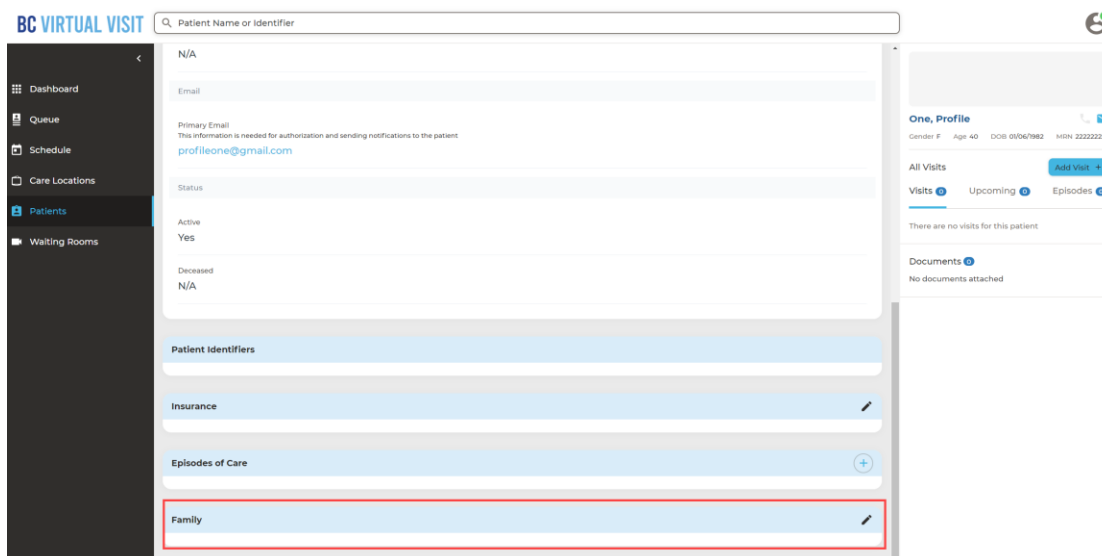 BC VIRTUAL VISIT
Patient Name or Identifier
Dashboard
Queue
Schedule
Care Locations
Patients
Waiting Rooms
N/A
Email
Primary Email
This information is needed for authorization and sending notifications to the patient
profileone@gmail.com
Status
Active
Yes
Deceased
N/A
Patient Identifiers
Insurance
Episodes of Care
Family
One, Profile
Gender F Age 40 DOB 01/06/1982 MRN 2222222
All Visits
Add Visit +
Visits 0 Upcoming 0 Episodes 0
There are no visits for this patient
Documents 0
No documents attached